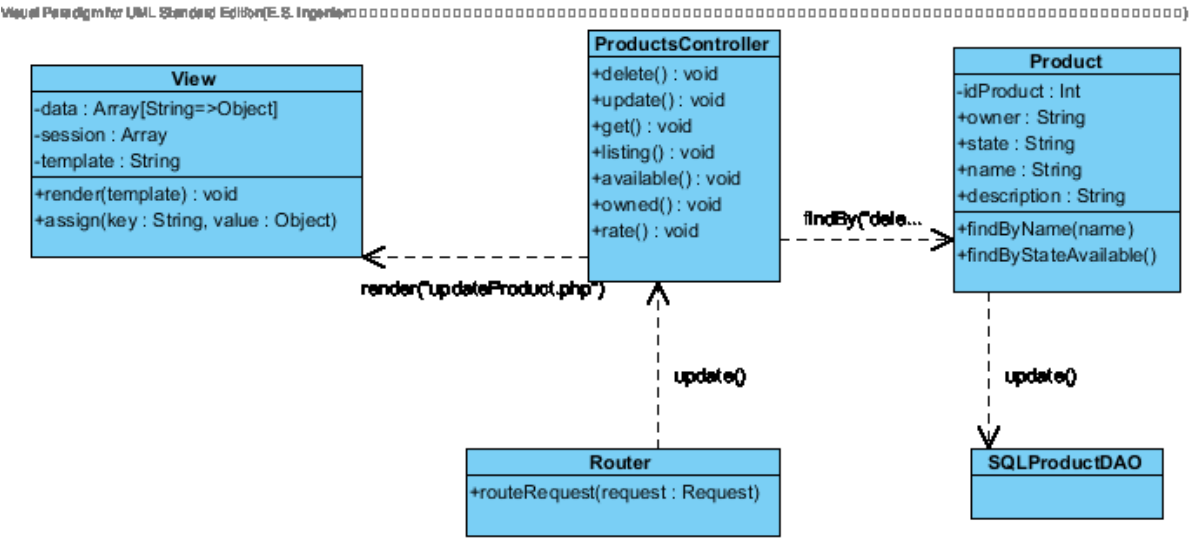 Visual Paradigm for UML Standard Edition(E.S. Ingenier
View
-data : Array[String=>Object]
-session : Array
-template : String
+render(template) : void
+assign(key : String, value : Object)
ProductsController
+delete() : void
+update() : void
+get() : void
+listing() : void
+available() : void
+owned() : void
+rate() : void
Product
-idProduct : Int
+owner : String
+state : String
+name : String
+description : String
+findByName(name)
+findByStateAvailable()
findBy("dele...
render("updateProduct.php")
update()
update()
Router
+routeRequest(request : Request)
SQLProductDAO